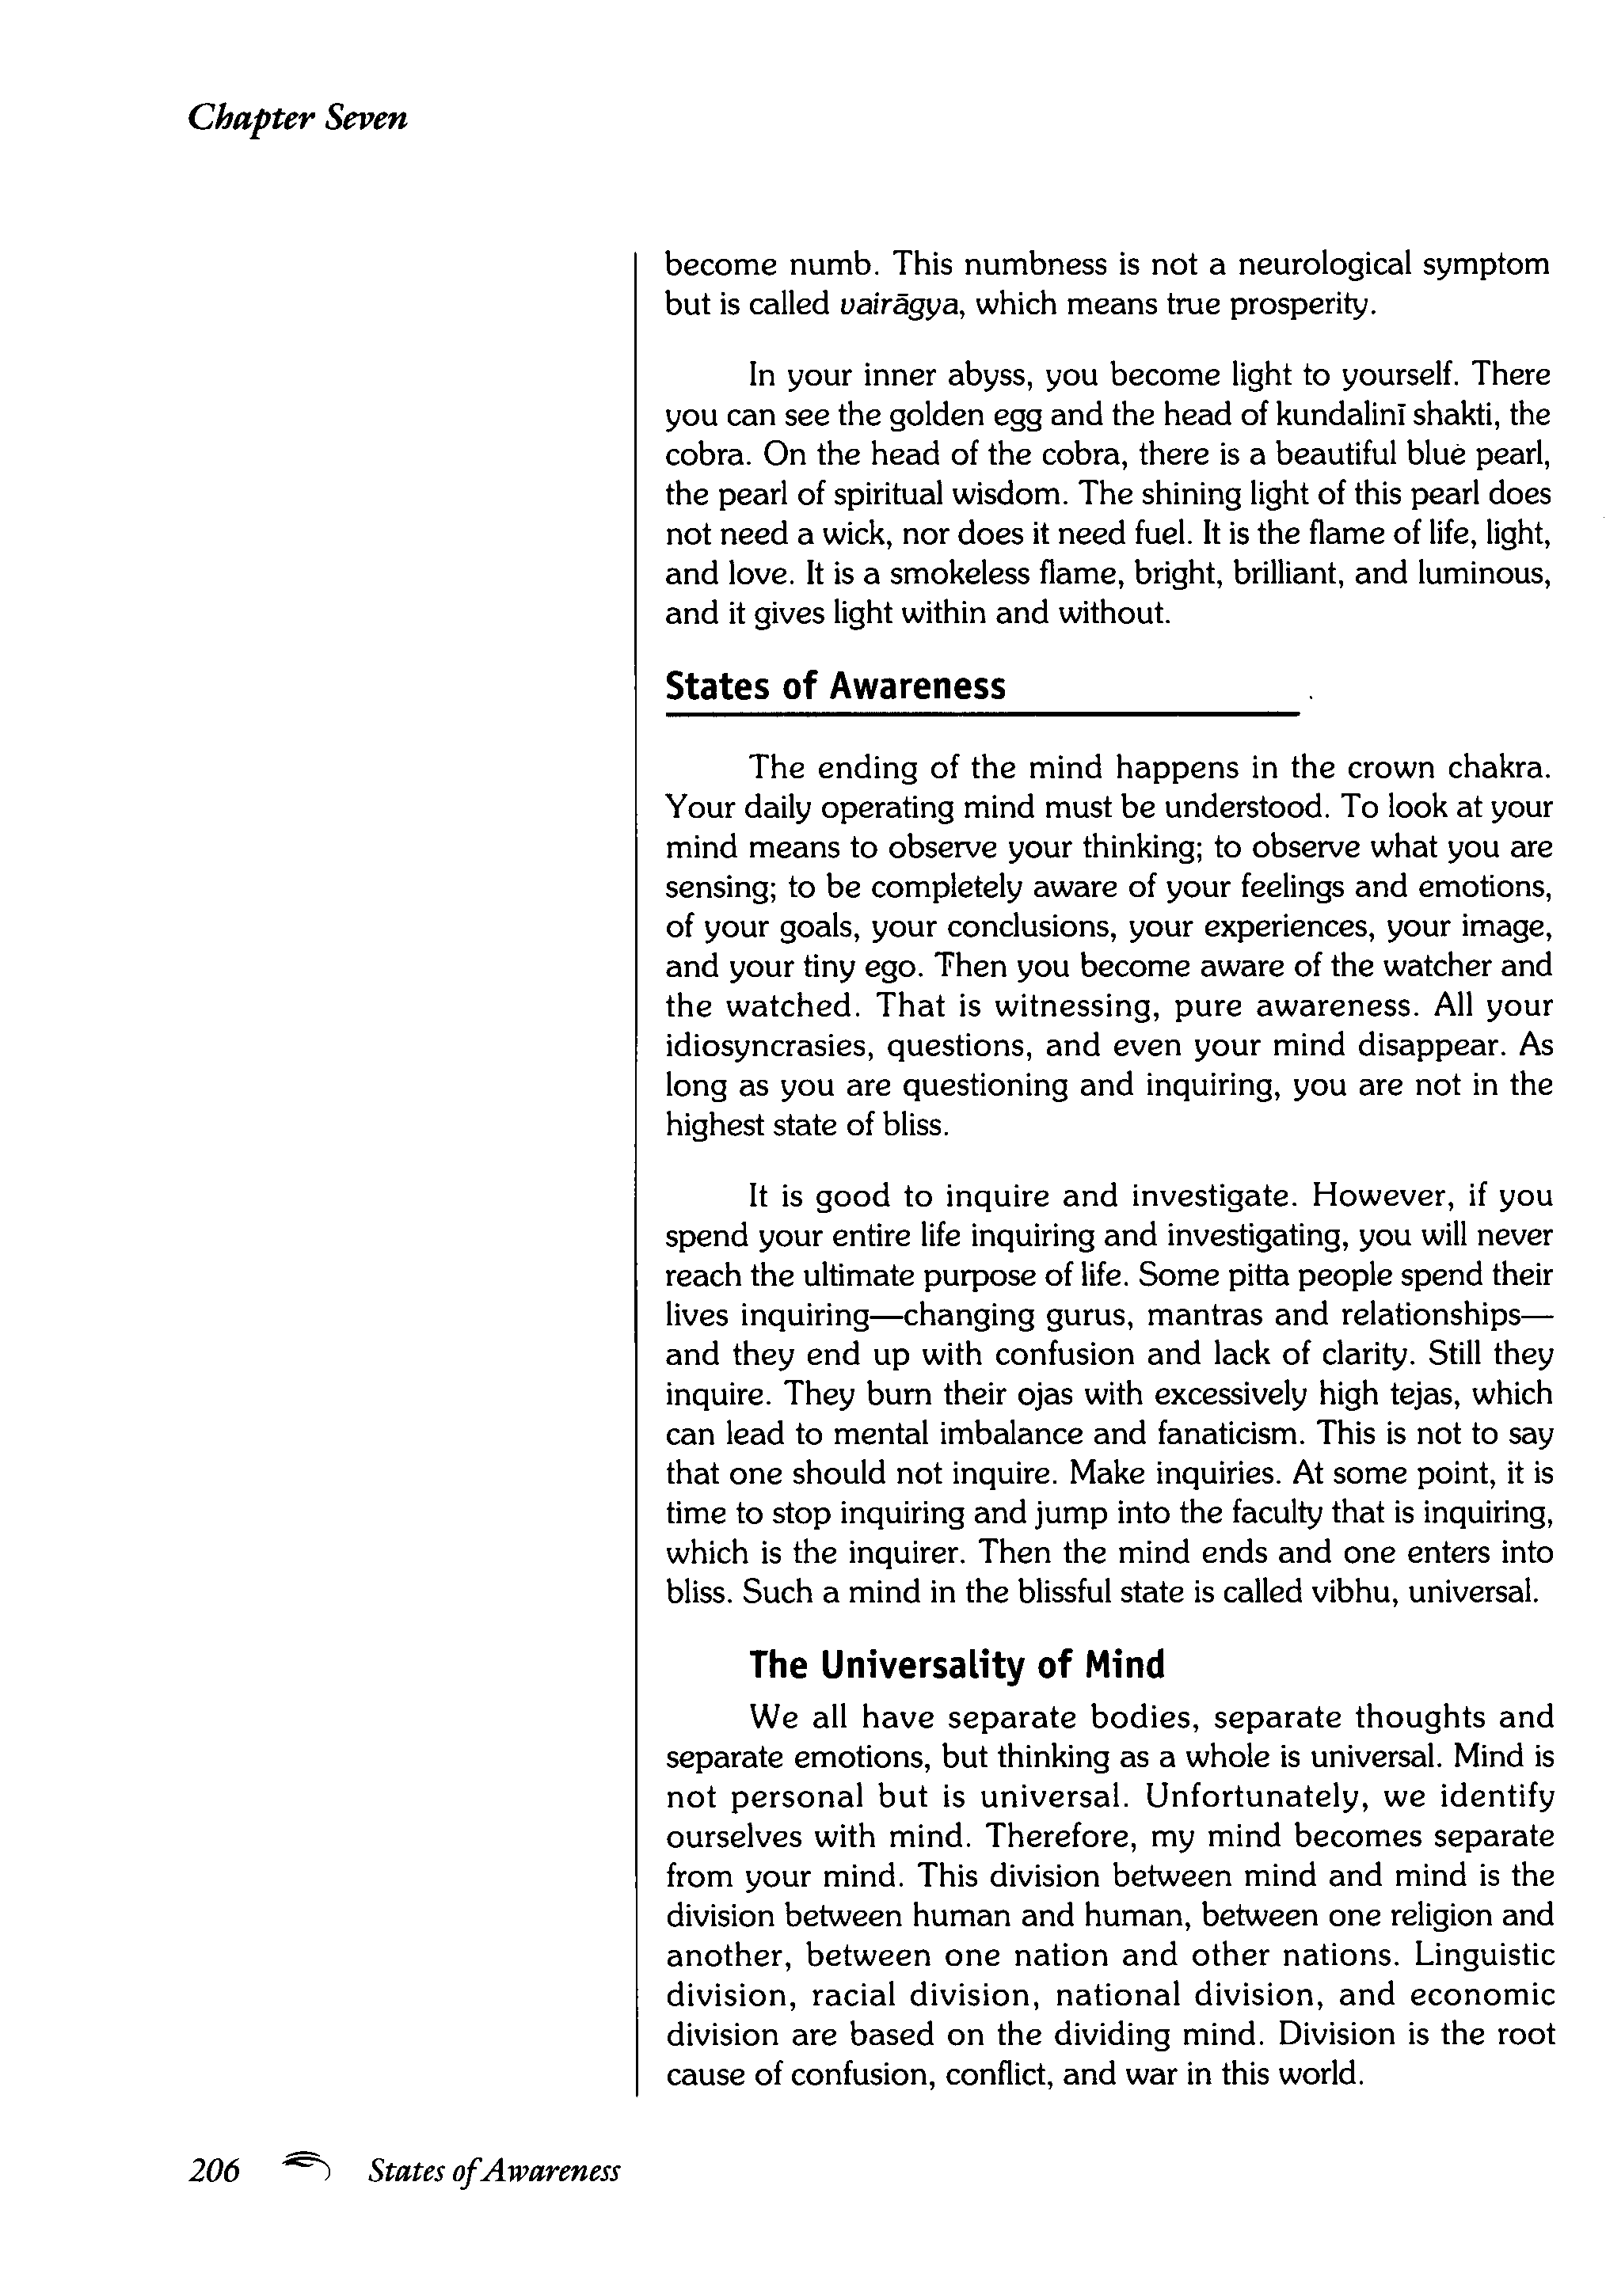 Chapter Seven
become numb. This numbness is not a neurological symptom
but is called vairāgya, which means true prosperity.
In your inner abyss, you become light to yourself. There
you can see the golden egg and the head of kundalinī shakti, the
cobra. On the head of the cobra, there is a beautiful blue pearl,
the pearl of spiritual wisdom. The shining light of this pearl does
not need a wick, nor does it need fuel. It is the flame of life, light,
and love. It is a smokeless flame, bright, brilliant, and luminous,
and it gives light within and without.
States of Awareness
The ending of the mind happens in the crown chakra.
Your daily operating mind must be understood. To look at your
mind means to observe your thinking; to observe what you are
sensing; to be completely aware of your feelings and emotions,
of your goals, your conclusions, your experiences, your image,
and your tiny ego. Then you become aware of the watcher and
the watched. That is witnessing, pure awareness. All your
idiosyncrasies, questions, and even your mind disappear. As
long as you are questioning and inquiring, you are not in the
highest state of bliss.
It is good to inquire and investigate. However, if you
spend your entire life inquiring and investigating, you will never
reach the ultimate purpose of life. Some pitta people spend their
lives inquiring—changing gurus, mantras and relationships—
and they end up with confusion and lack of clarity. Still they
inquire. They burn their ojas with excessively high tejas, which
can lead to mental imbalance and fanaticism. This is not to say
that one should not inquire. Make inquiries. At some point, it is
time to stop inquiring and jump into the faculty that is inquiring,
which is the inquirer. Then the mind ends and one enters into
bliss. Such a mind in the blissful state is called vibhu, universal.
The Universality of Mind
We all have separate bodies, separate thoughts and
separate emotions, but thinking as a whole is universal. Mind is
not personal but is universal. Unfortunately, we identify
ourselves with mind. Therefore, my mind becomes separate
from your mind. This division between mind and mind is the
division between human and human, between one religion and
another, between one nation and other nations. Linguistic
division, racial division, national division, and economic
division are based on the dividing mind. Division is the root
cause of confusion, conflict, and war in this world.
206 States of Awareness